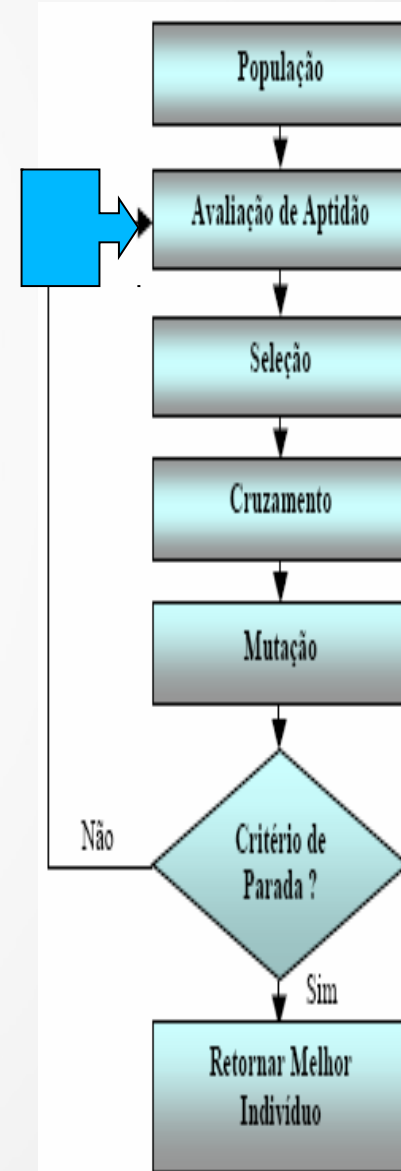 População
Avaliação de Aptidão
Seleção
Cruzamento
Mutação
Não
Critério de
Parada ?
Sim
Retornar Melhor
Indivíduo